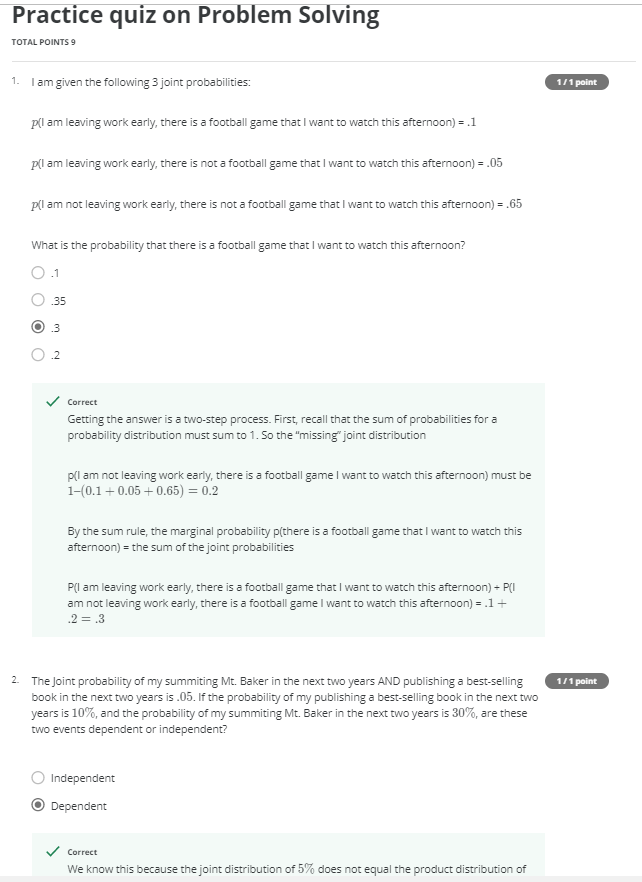 Practice quiz on Problem Solving
TOTAL POINTS 9
1. I am given the following 3 joint probabilities:
1 / 1 point
p(I am leaving work early, there is a football game that I want to watch this afternoon) = .1
p(I am leaving work early, there is not a football game that I want to watch this afternoon) = .05
p(I am not leaving work early, there is not a football game that I want to watch this afternoon) = .65
What is the probability that there is a football game that I want to watch this afternoon?
.1
.35
.3
.2
Correct
Getting the answer is a two-step process. First, recall that the sum of probabilities for a
probability distribution must sum to 1. So the "missing" joint distribution
p(I am not leaving work early, there is a football game I want to watch this afternoon) must be
1–(0.1 + 0.05 + 0.65) = 0.2
By the sum rule, the marginal probability p(there is a football game that I want to watch this
afternoon) = the sum of the joint probabilities
P(I am leaving work early, there is a football game that I want to watch this afternoon) + P(I
am not leaving work early, there is a football game I want to watch this afternoon) = .1 +
.2 = .3
2. The Joint probability of my summiting Mt. Baker in the next two years AND publishing a best-selling
1 / 1 point
book in the next two years is .05. If the probability of my publishing a best-selling book in the next two
years is 10%, and the probability of my summiting Mt. Baker in the next two years is 30%, are these
two events dependent or independent?
Independent
Dependent
Correct
We know this because the joint distribution of 5% does not equal the product distribution of